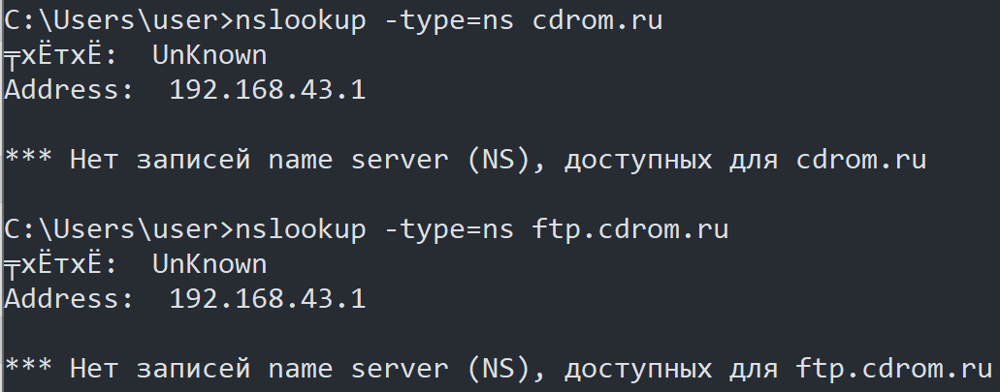 C:\Users\user>nslookup -type=ns cdrom.ru
╤хЁтхЁ:  UnKnown
Address:  192.168.43.1
*** Нет записей name server (NS), доступных для cdrom.ru
C:\Users\user>nslookup -type=ns ftp.cdrom.ru
╤хЁтхЁ:  UnKnown
Address:  192.168.43.1
*** Нет записей name server (NS), доступных для ftp.cdrom.ru